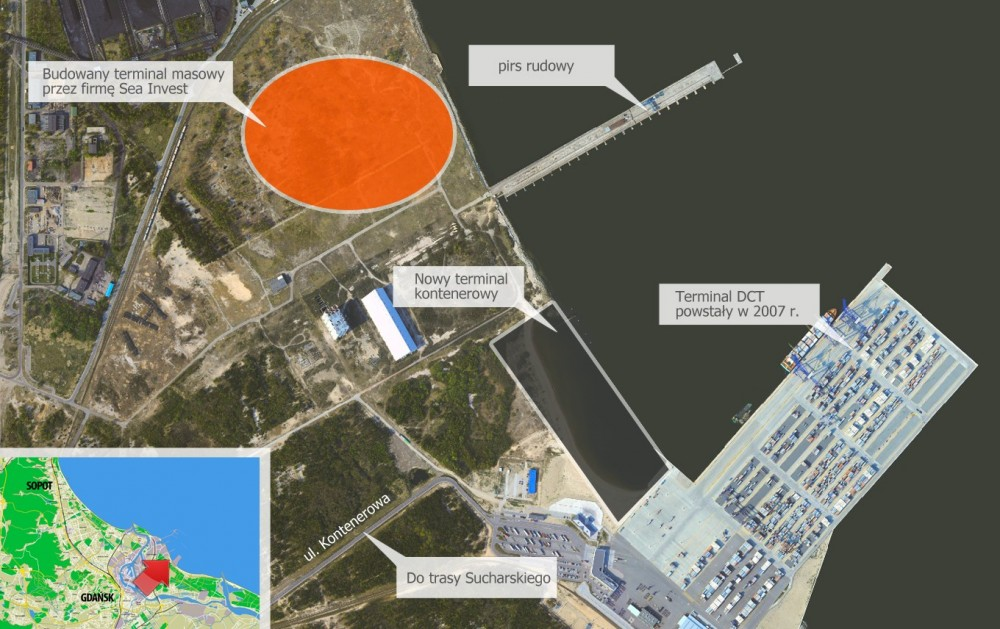 Budowany terminal masowy
przez firmę Sea Invest
pirs rudowy
Nowy terminal
kontenerowy
Terminal DCT
powstały w 2007 r.
ul. Kontenerowa
Do trasy Sucharskiego
SOPOT
GDAŃSK